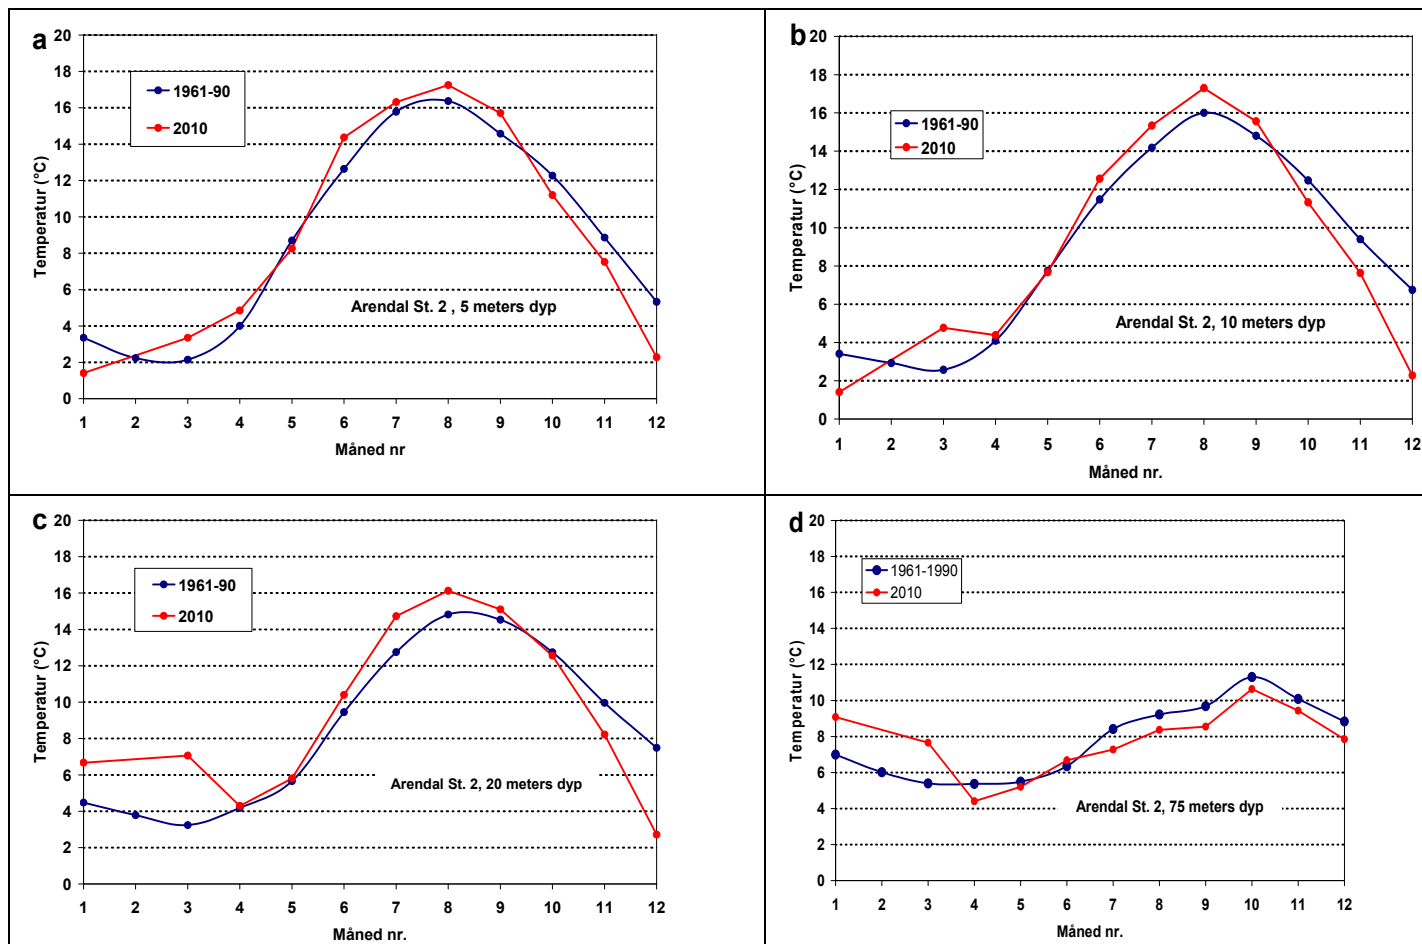 a
20
18
16
14
12
10
8
6
4
2
0
Temperatur (°C)
1961-90
2010
Arendal St. 2 , 5 meters dyp
1 2 3 4 5 6 7 8 9 10 11 12
Måned nr
b
20
18
16
14
12
10
8
6
4
2
0
Temperatur (°C)
1961-90
2010
Arendal St. 2, 10 meters dyp
1 2 3 4 5 6 7 8 9 10 11 12
Måned nr.
c
20
18
16
14
12
10
8
6
4
2
0
Temperatur (°C)
1961-90
2010
Arendal St. 2, 20 meters dyp
1 2 3 4 5 6 7 8 9 10 11 12
Måned nr.
d
20
18
16
14
12
10
8
6
4
2
0
Temperatur (°C)
1961-1990
2010
Arendal St. 2, 75 meters dyp
1 2 3 4 5 6 7 8 9 10 11 12
Måned nr.